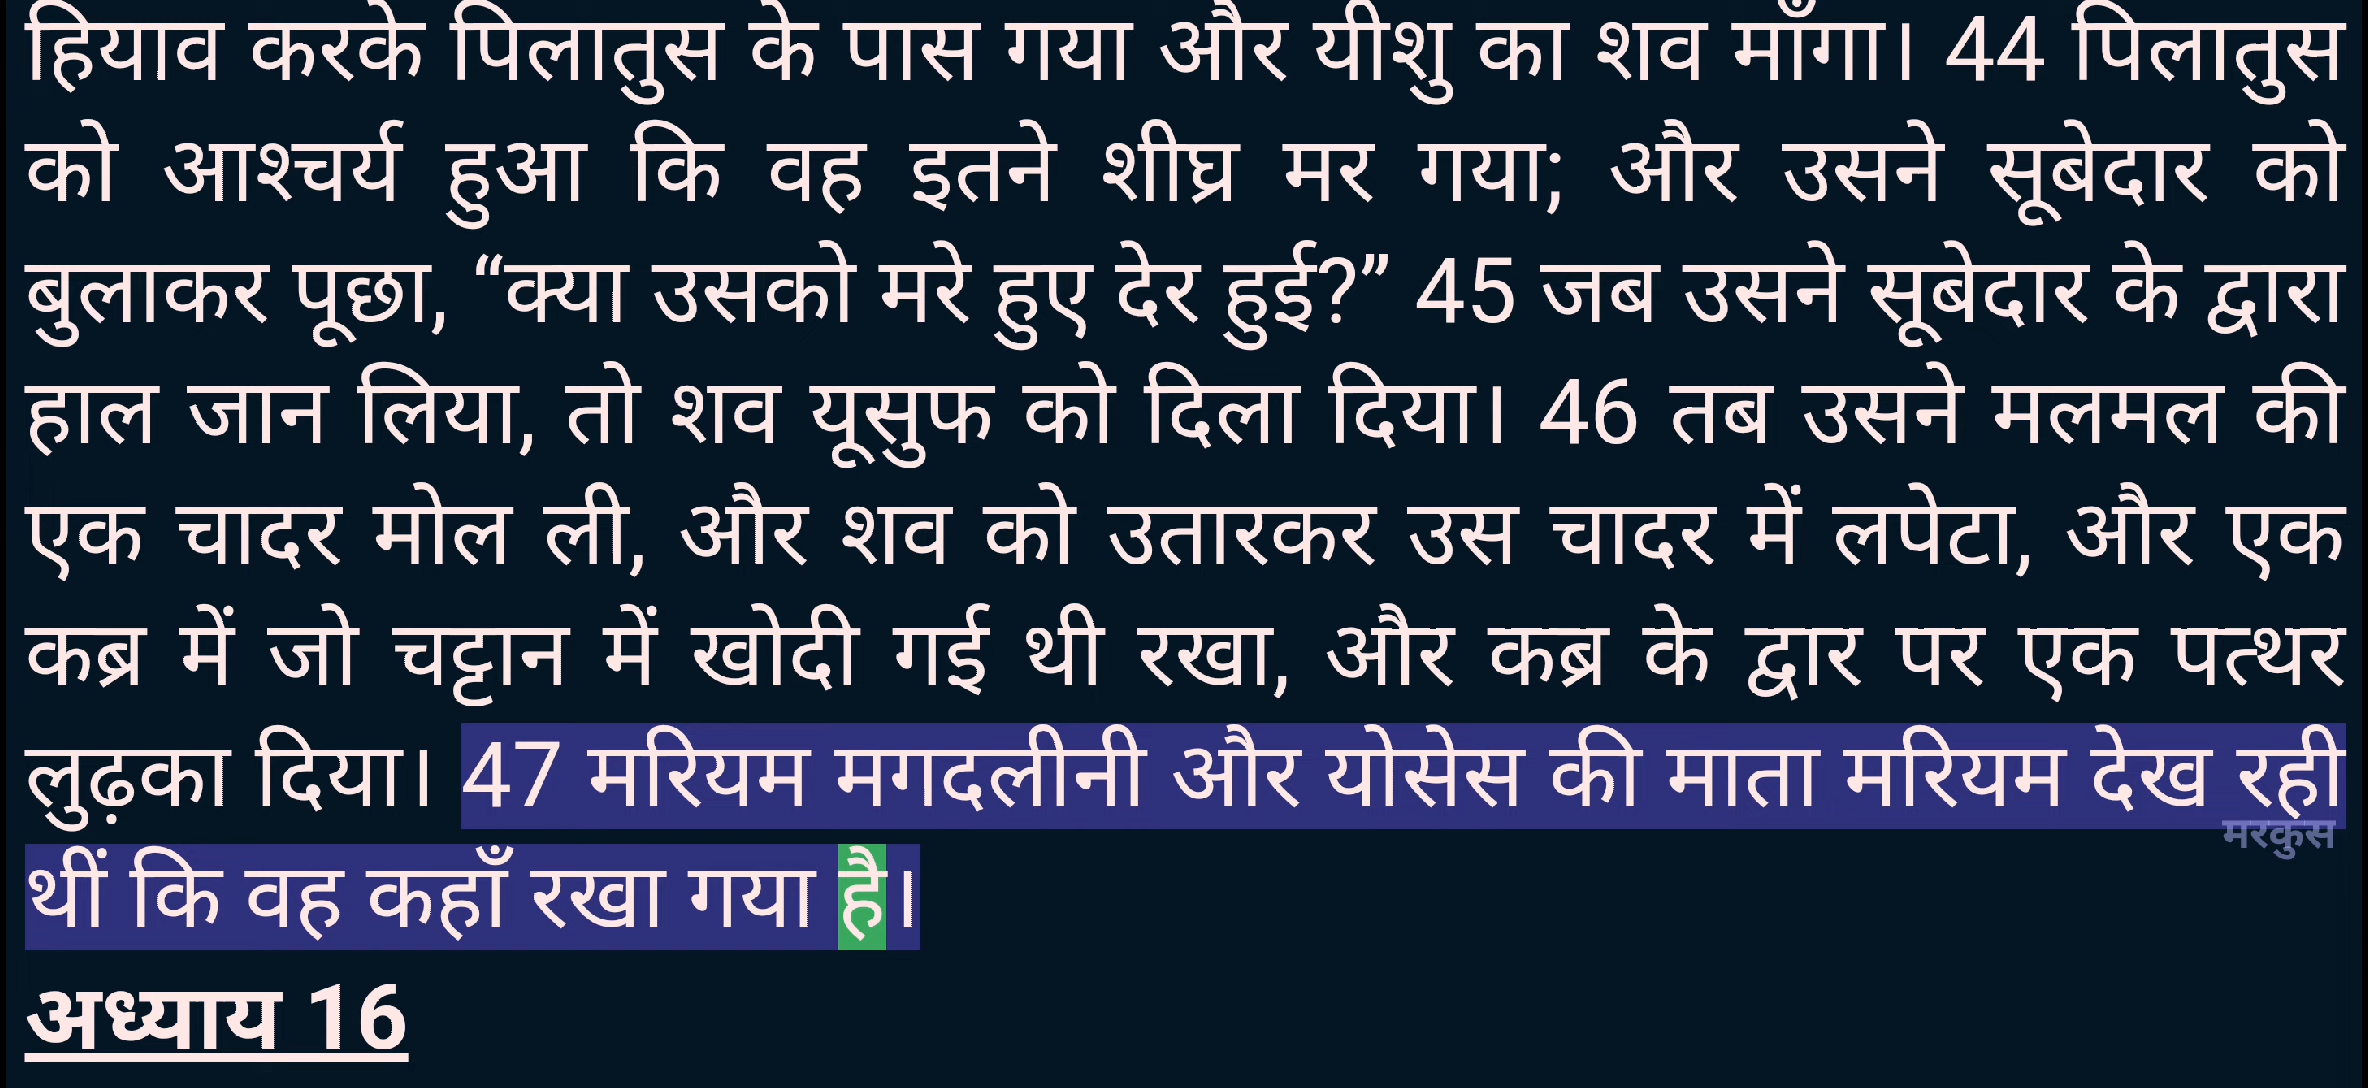 हियाव करके पिलातुस के पास गया और यीशु का शव माँगा। 44 पिलातुस
को आश्चर्य हुआ कि वह इतने शीघ्र मर गया; और उसने सूबेदार को
बुलाकर पूछा, “क्या उसको मरे हुए देर हुई?” 45 जब उसने सूबेदार के द्वारा
हाल जान लिया, तो शव यूसुफ को दिला दिया। 46 तब उसने मलमल की
एक चादर मोल ली, और शव को उतारकर उस चादर में लपेटा, और एक
कब्र में जो चट्टान में खोदी गई थी रखा, और कब्र के द्वार पर एक पत्थर
लुढ़का दिया। 47 मरियम मगदलीनी और योसेस की माता मरियम देख रही
मरकुस
थीं कि वह कहाँ रखा गया है।
अध्याय 16